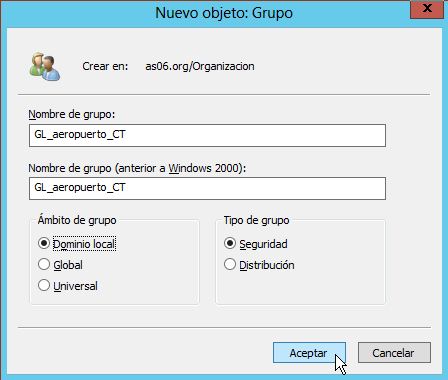 Nuevo objeto: Grupo
x
Crear en: as06.org/Organizacion
Nombre de grupo:
GL_aeropuerto_CT
Nombre de grupo (anterior a Windows 2000):
GL_aeropuerto_CT
Ámbito de grupo
Dominio local
Global
Universal
Tipo de grupo
Seguridad
Distribución
Aceptar
Cancelar